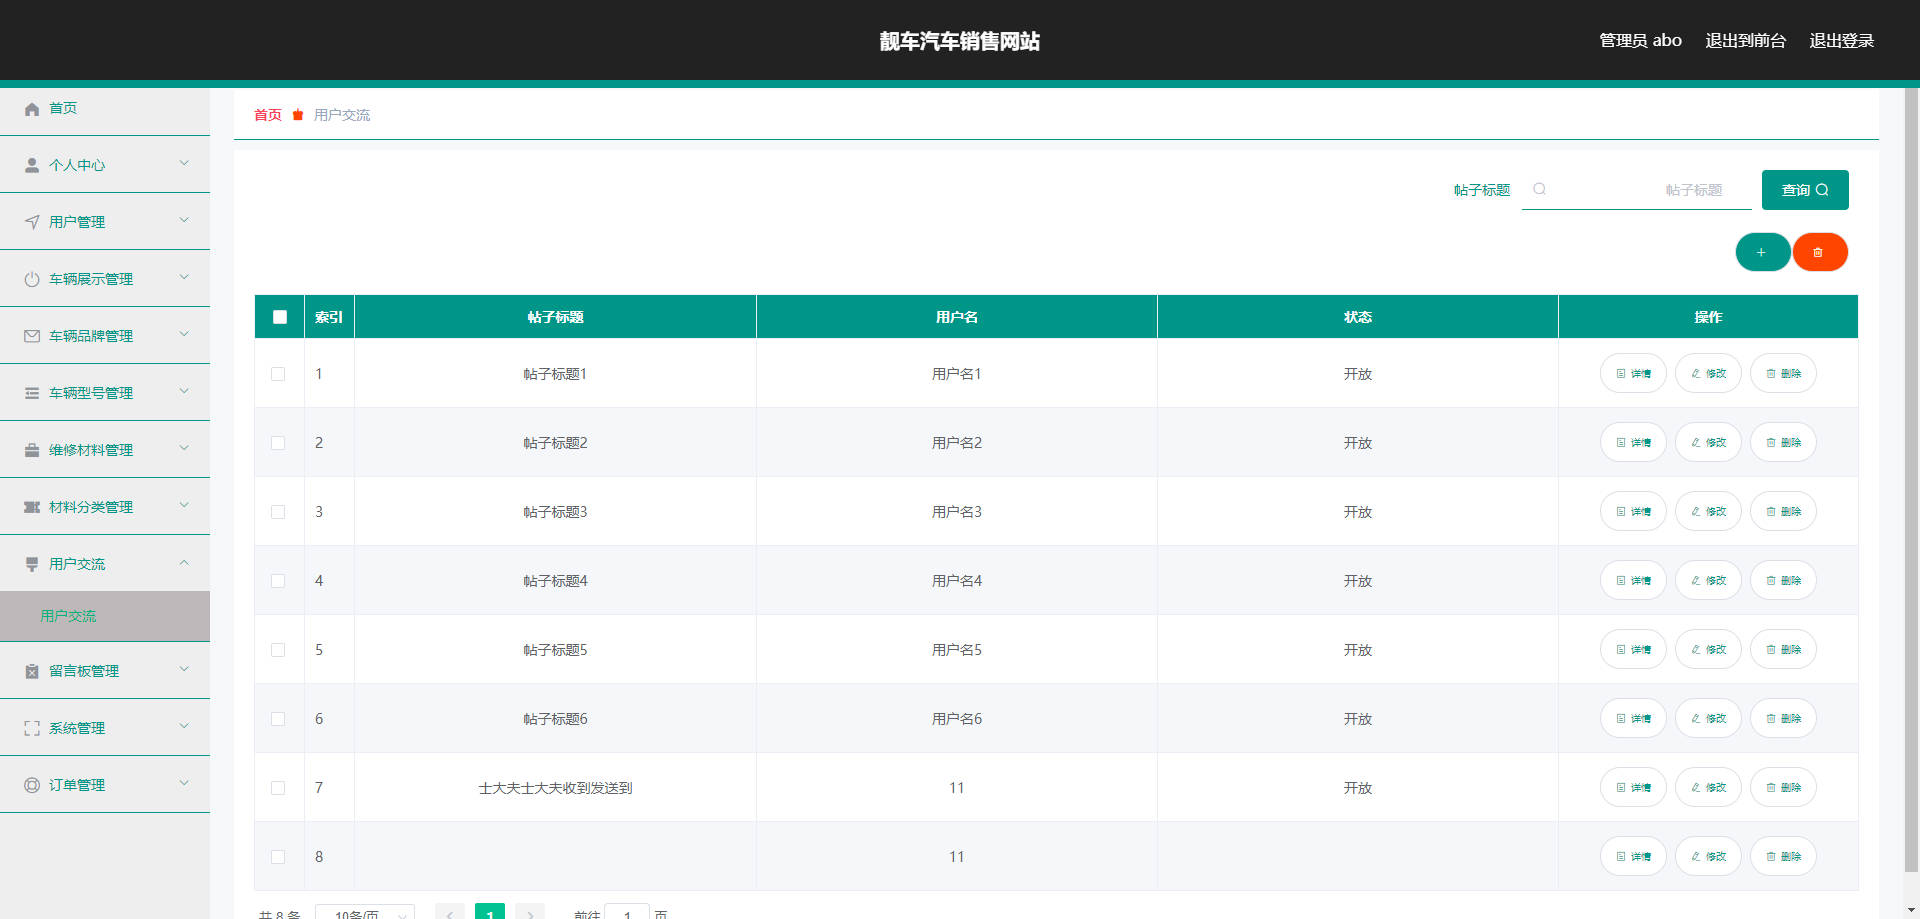 靓车汽车销售网站
管理员 abo 退出到前台 退出登录
首页
个人中心
用户管理
车辆展示管理
车辆品牌管理
车辆型号管理
维修材料管理
材料分类管理
用户交流
用户交流
留言板管理
系统管理
订单管理
首页 用户交流
帖子标题 帖子标题 查询
+
索引 帖子标题 用户名 状态 操作
1 帖子标题1 用户名1 开放 详情 修改 删除
2 帖子标题2 用户名2 开放 详情 修改 删除
3 帖子标题3 用户名3 开放 详情 修改 删除
4 帖子标题4 用户名4 开放 详情 修改 删除
5 帖子标题5 用户名5 开放 详情 修改 删除
6 帖子标题6 用户名6 开放 详情 修改 删除
7 士大夫士大夫收到发送到 11 开放 详情 修改 删除
8 11 详情 修改 删除
共 8 条 10条/页 1 前往 1 页